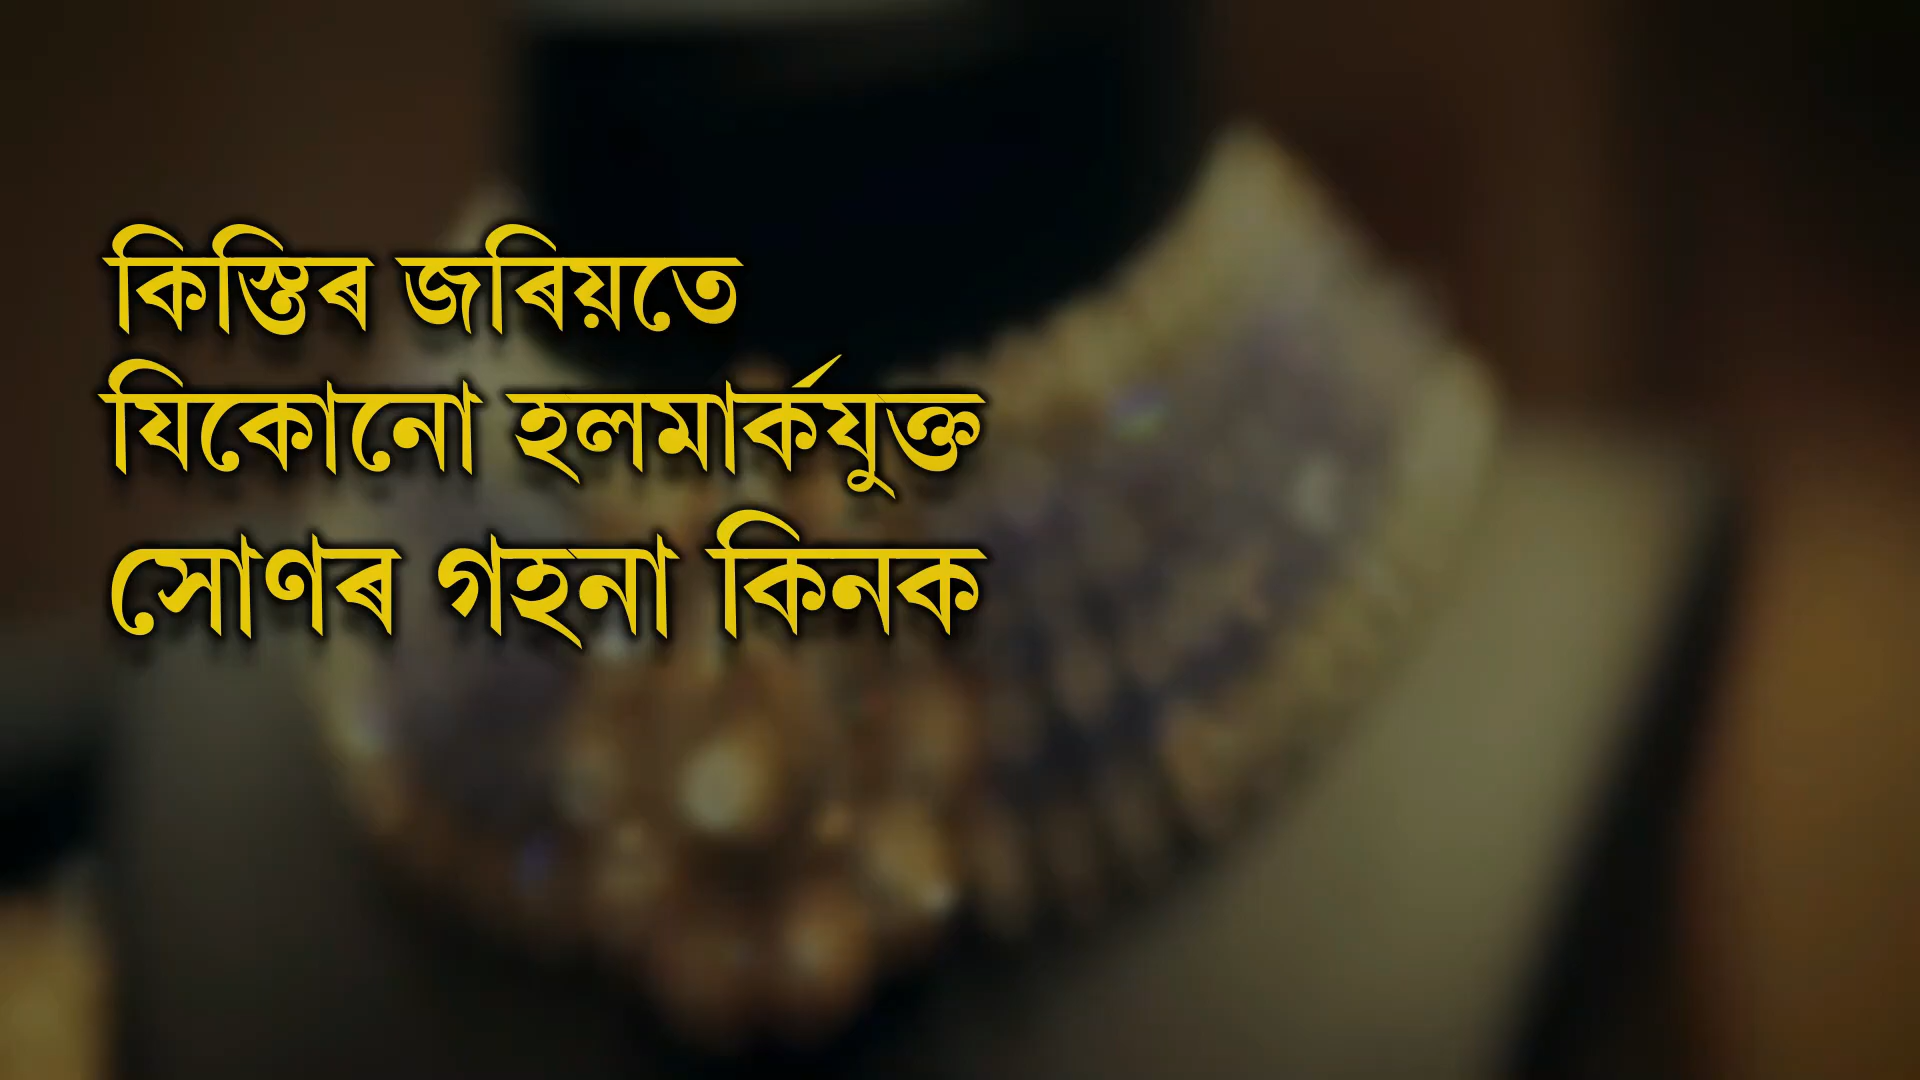 কিস্তিৰ জৰিয়তে
যিকোনো হলমাৰ্কযুক্ত
সোণৰ গহনা কিনক